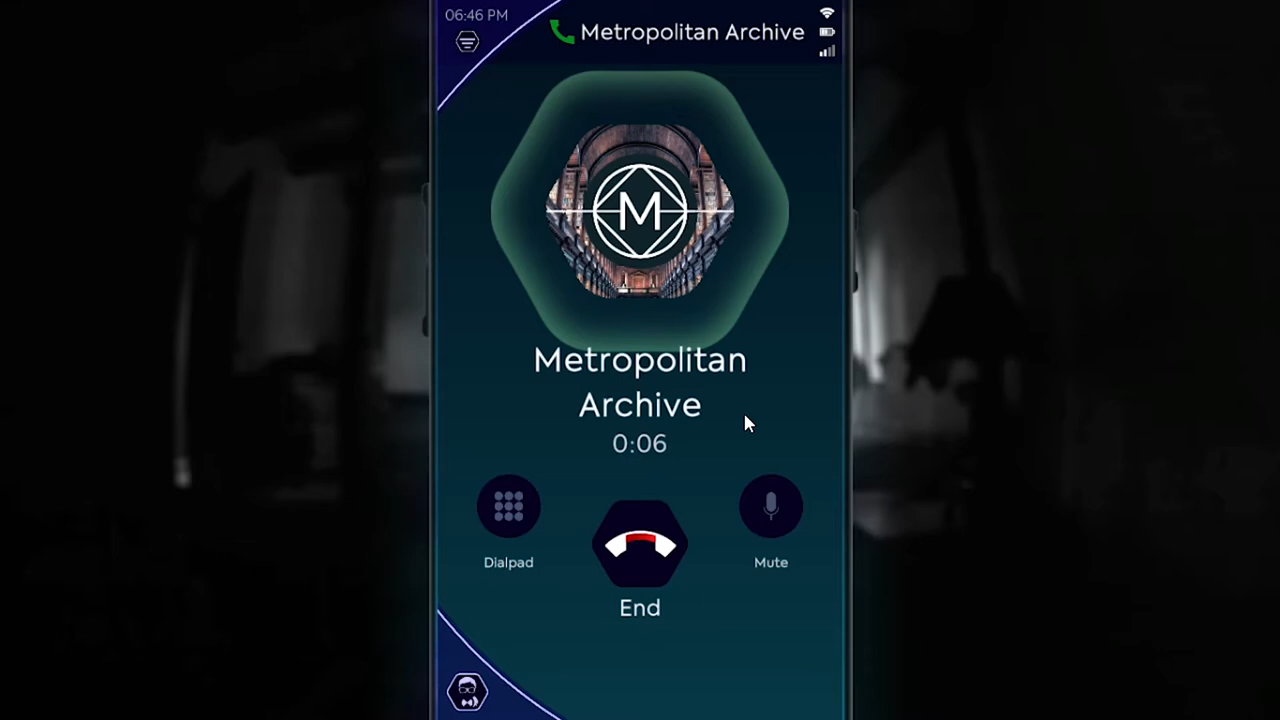 06:46 PM
Metropolitan Archive
M
Metropolitan
Archive
0:06
Dialpad
Mute
End